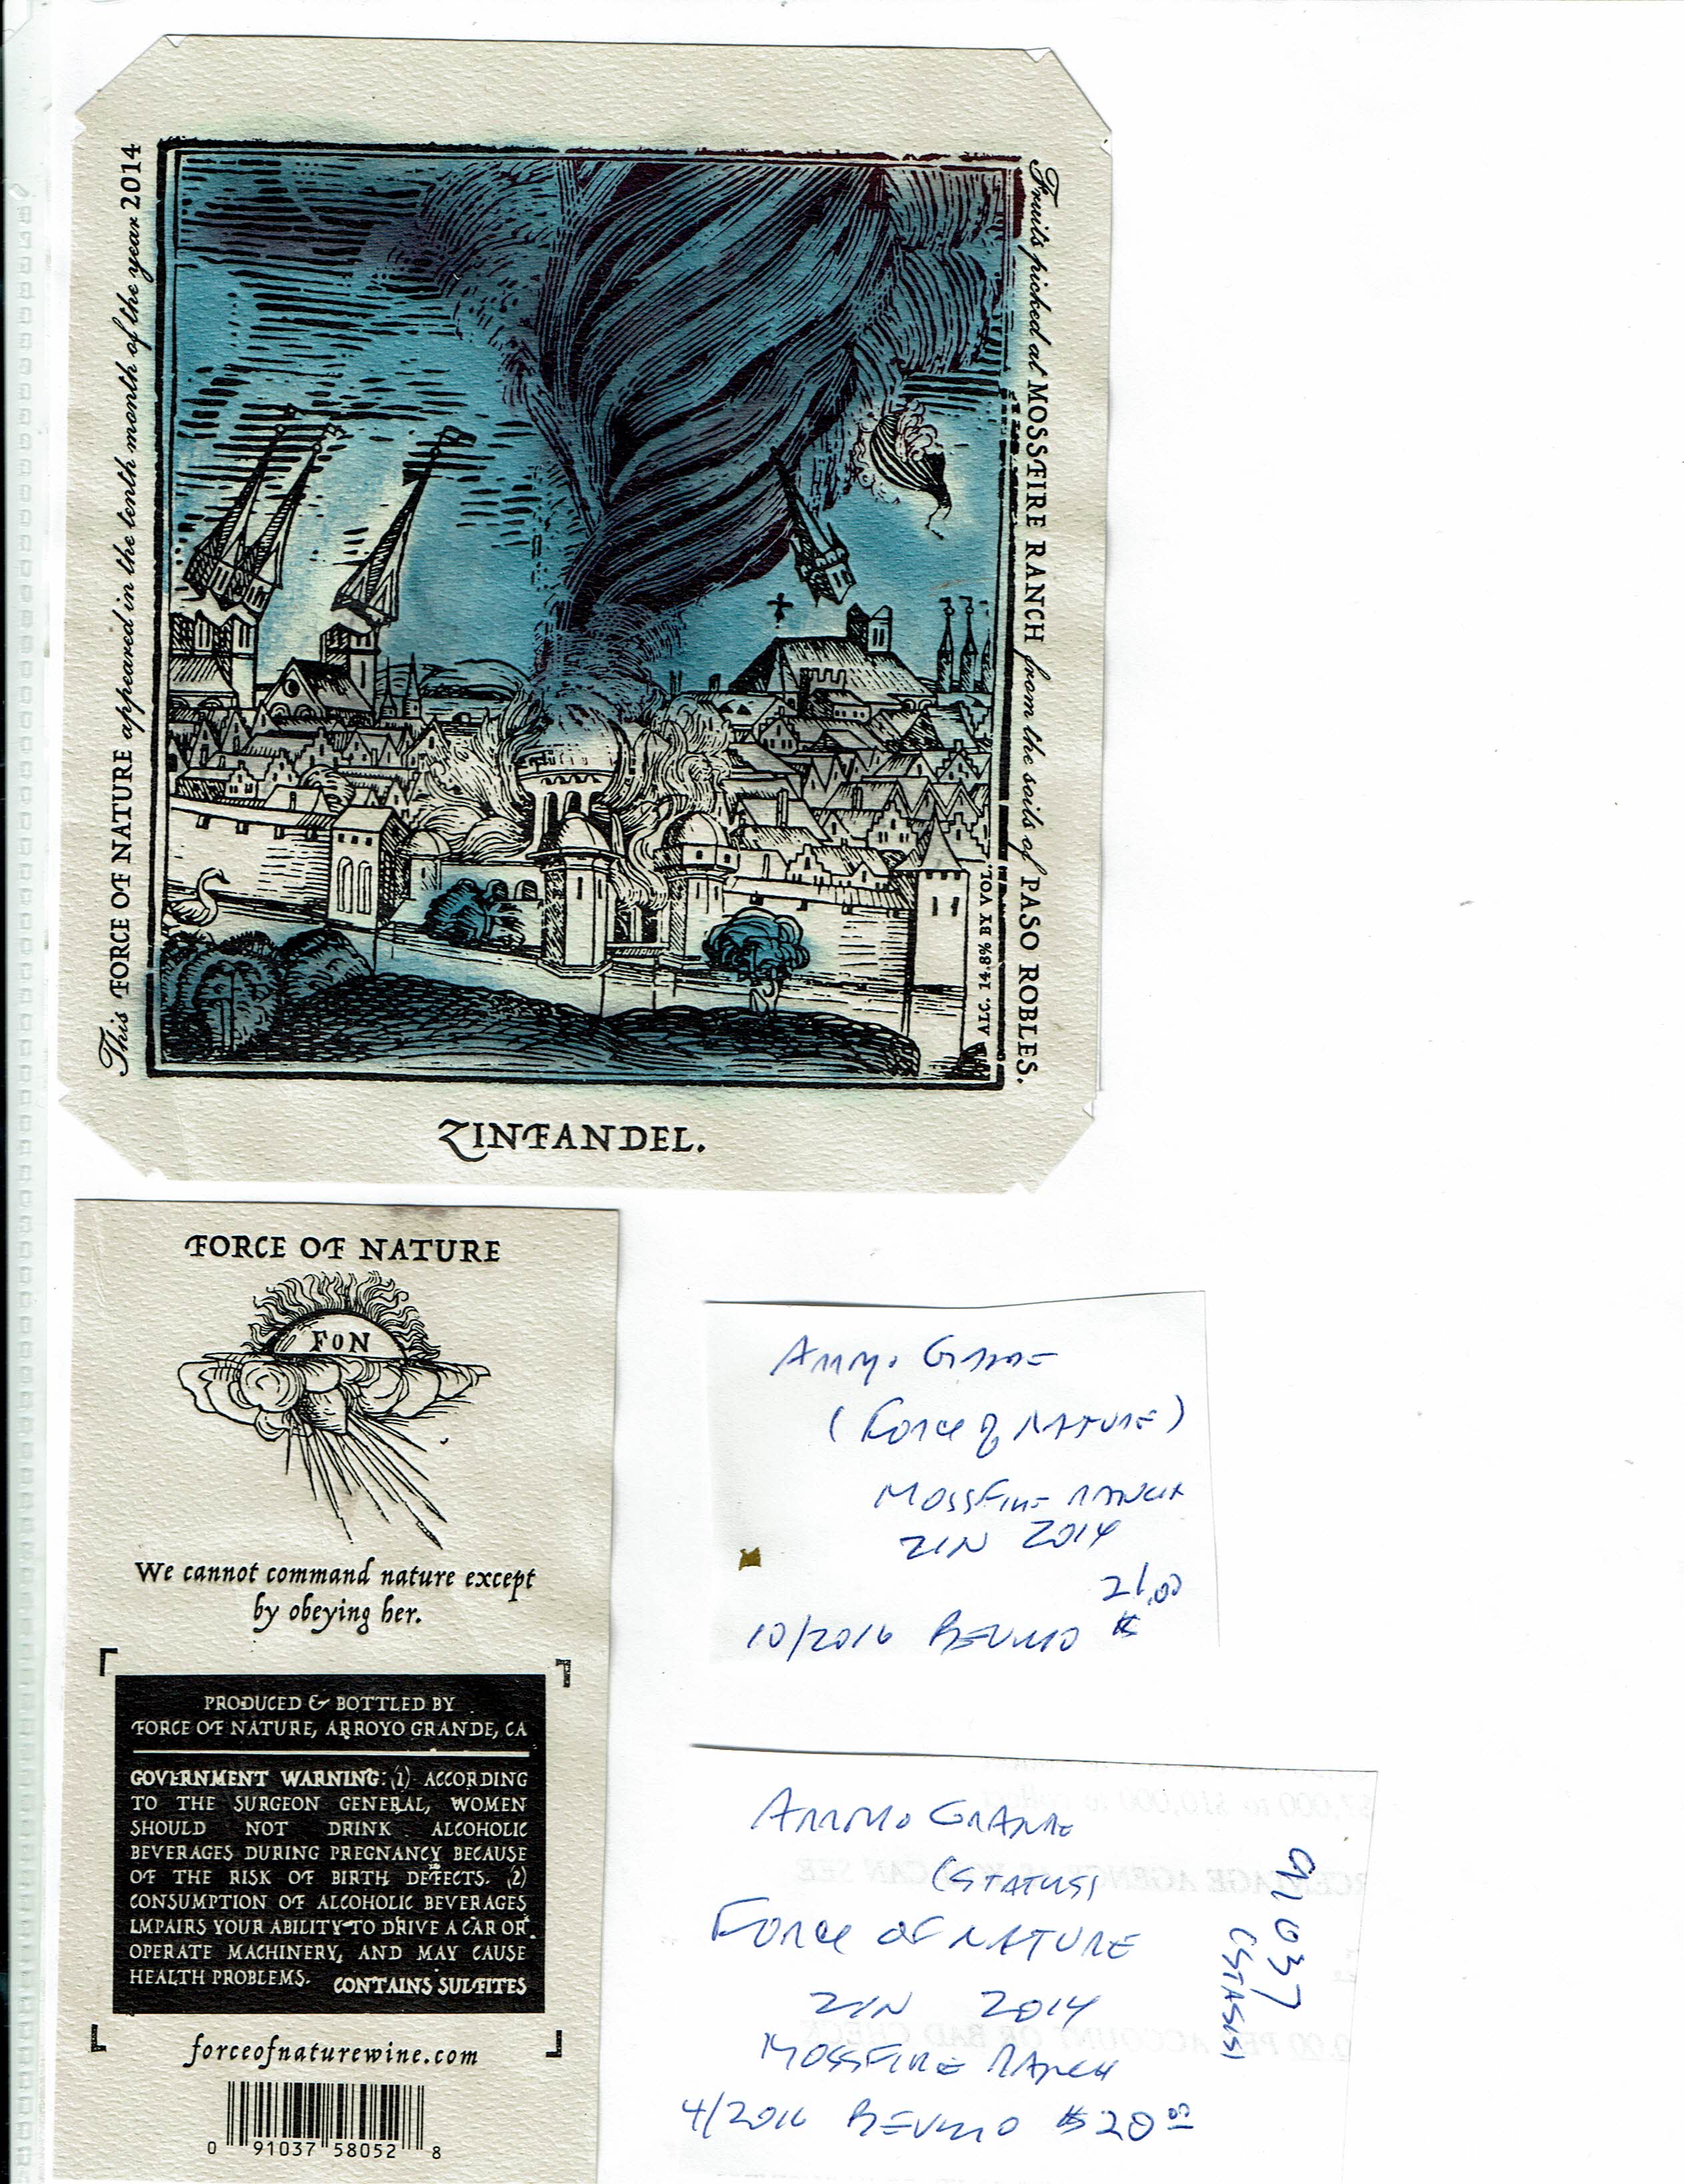 This FORCE OF NATURE appeared in the tenth month of the year 2014
Fruits picked at MOSSFIRE RANCH from the soils of PASO ROBLES.
ALC. 14.8% BY VOL.
ZINFANDEL.
FORCE OF NATURE
FON
We cannot command nature except
by obeying her.
PRODUCED & BOTTLED BY
FORCE OF NATURE, ARROYO GRANDE, CA
GOVERNMENT WARNING: (1) ACCORDING
TO THE SURGEON GENERAL, WOMEN
SHOULD NOT DRINK ALCOHOLIC
BEVERAGES DURING PREGNANCY BECAUSE
OF THE RISK OF BIRTH DEFECTS. (2)
CONSUMPTION OF ALCOHOLIC BEVERAGES
IMPAIRS YOUR ABILITY TO DRIVE A CAR OR
OPERATE MACHINERY, AND MAY CAUSE
HEALTH PROBLEMS. CONTAINS SULFITES
forceofnaturewine.com
0 91037 58052 8
ARROYO GRANDE
(FORCE OF NATURE)
MOSSFIRE RANCH
ZIN 2014
21.00
10/2016 BEVMO $
ARROYO GRANDE
(STATUS)
FORCE OF NATURE
ZIN 2014
MOSSFIRE RANCH
4/2016 BEVMO $20.00
91037
(STASIS)